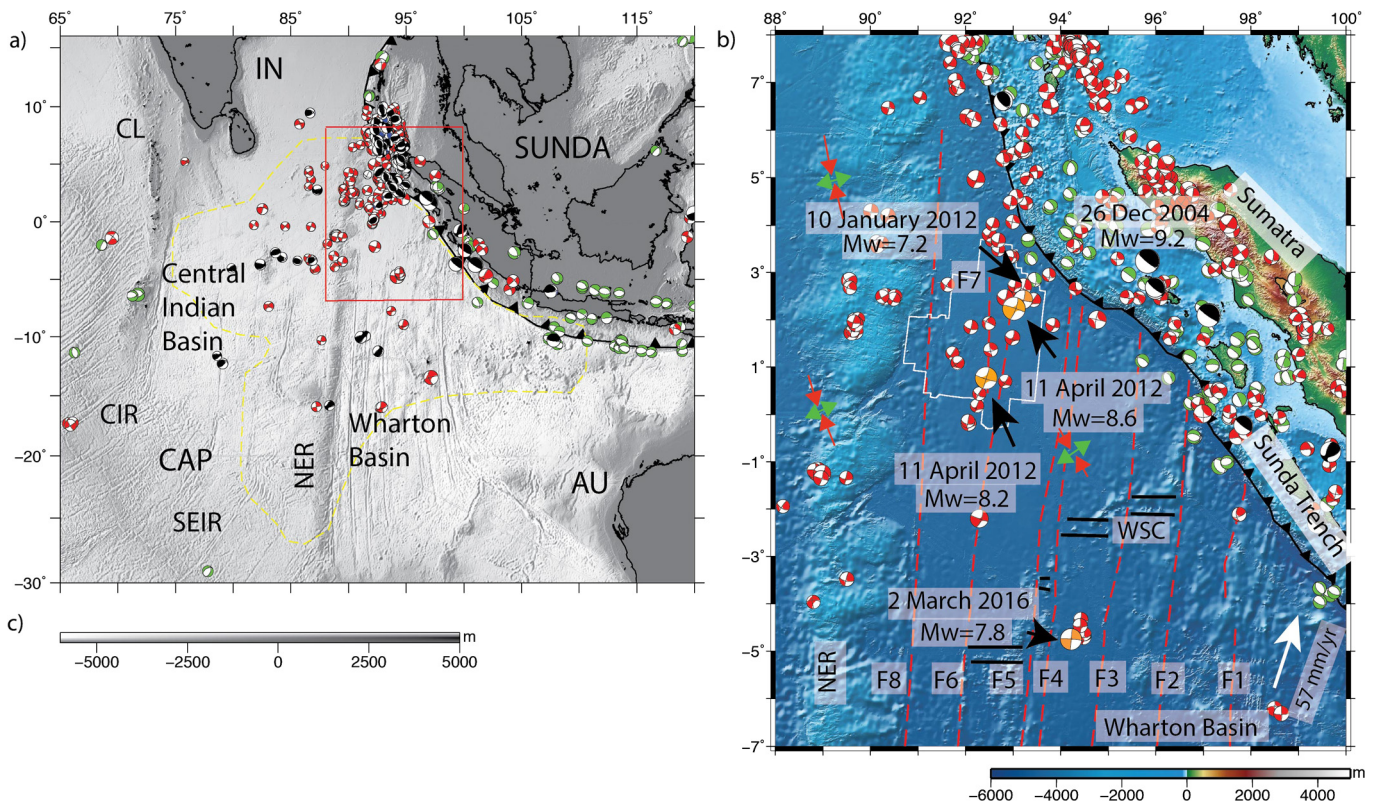 a)
65°
75°
85°
95°
105°
115°
10°
0°
−10°
−20°
−30°
IN
CL
SUNDA
Central
Indian
Basin
CIR
CAP
SEIR
NER
Wharton
Basin
AU
c)
m
−5000
−2500
0
2500
5000
b)
88°
90°
92°
94°
96°
98°
100°
7°
5°
3°
1°
−1°
−3°
−5°
−7°
10 January 2012
Mw=7.2
26 Dec 2004
Mw=9.2
Sumatra
F7
11 April 2012
Mw=8.6
11 April 2012
Mw=8.2
WSC
Sunda Trench
2 March 2016
Mw=7.8
NER
F8
F6
F5
F4
F3
F2
F1
57 mm/yr
Wharton Basin
m
−6000
−4000
−2000
0
2000
4000